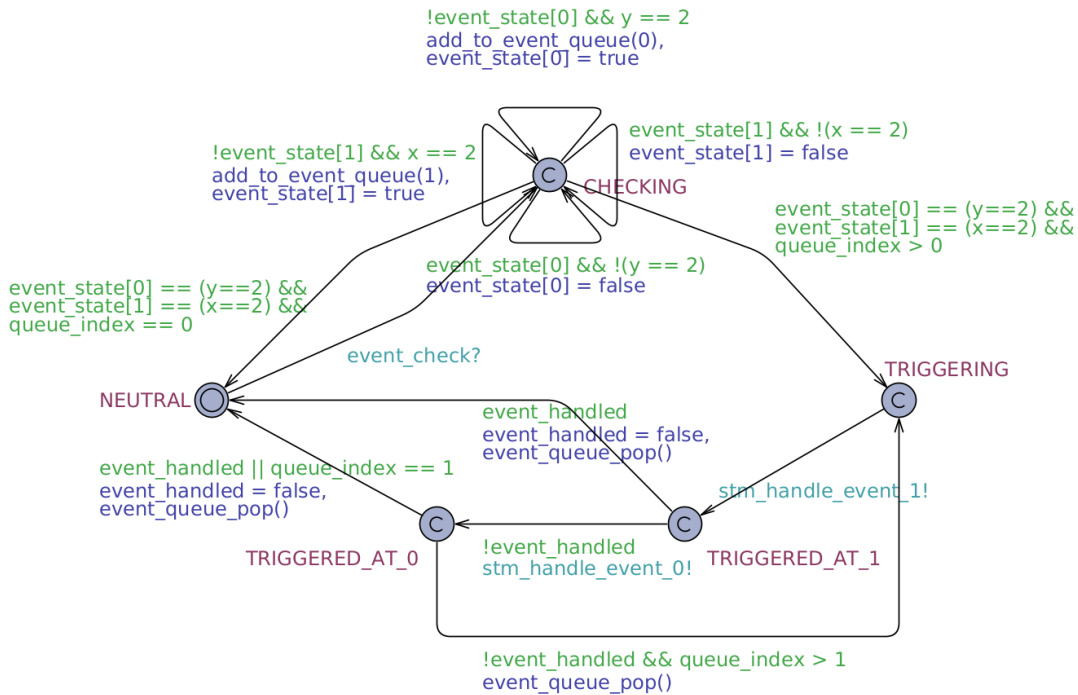 !event_state[0] && y == 2
add_to_event_queue(0),
event_state[0] = true
event_state[1] && !(x == 2)
event_state[1] = false
!event_state[1] && x == 2
add_to_event_queue(1),
event_state[1] = true
C
CHECKING
event_state[0] == (y==2) &&
event_state[1] == (x==2) &&
queue_index > 0
event_state[0] && !(y == 2)
event_state[0] = false
event_state[0] == (y==2) &&
event_state[1] == (x==2) &&
queue_index == 0
event_check?
TRIGGERING
C
NEUTRAL
event_handled
event_handled = false,
event_queue_pop()
event_handled || queue_index == 1
event_handled = false,
event_queue_pop()
stm_handle_event_1!
C
C
TRIGGERED_AT_0
!event_handled
stm_handle_event_0!
TRIGGERED_AT_1
!event_handled && queue_index > 1
event_queue_pop()